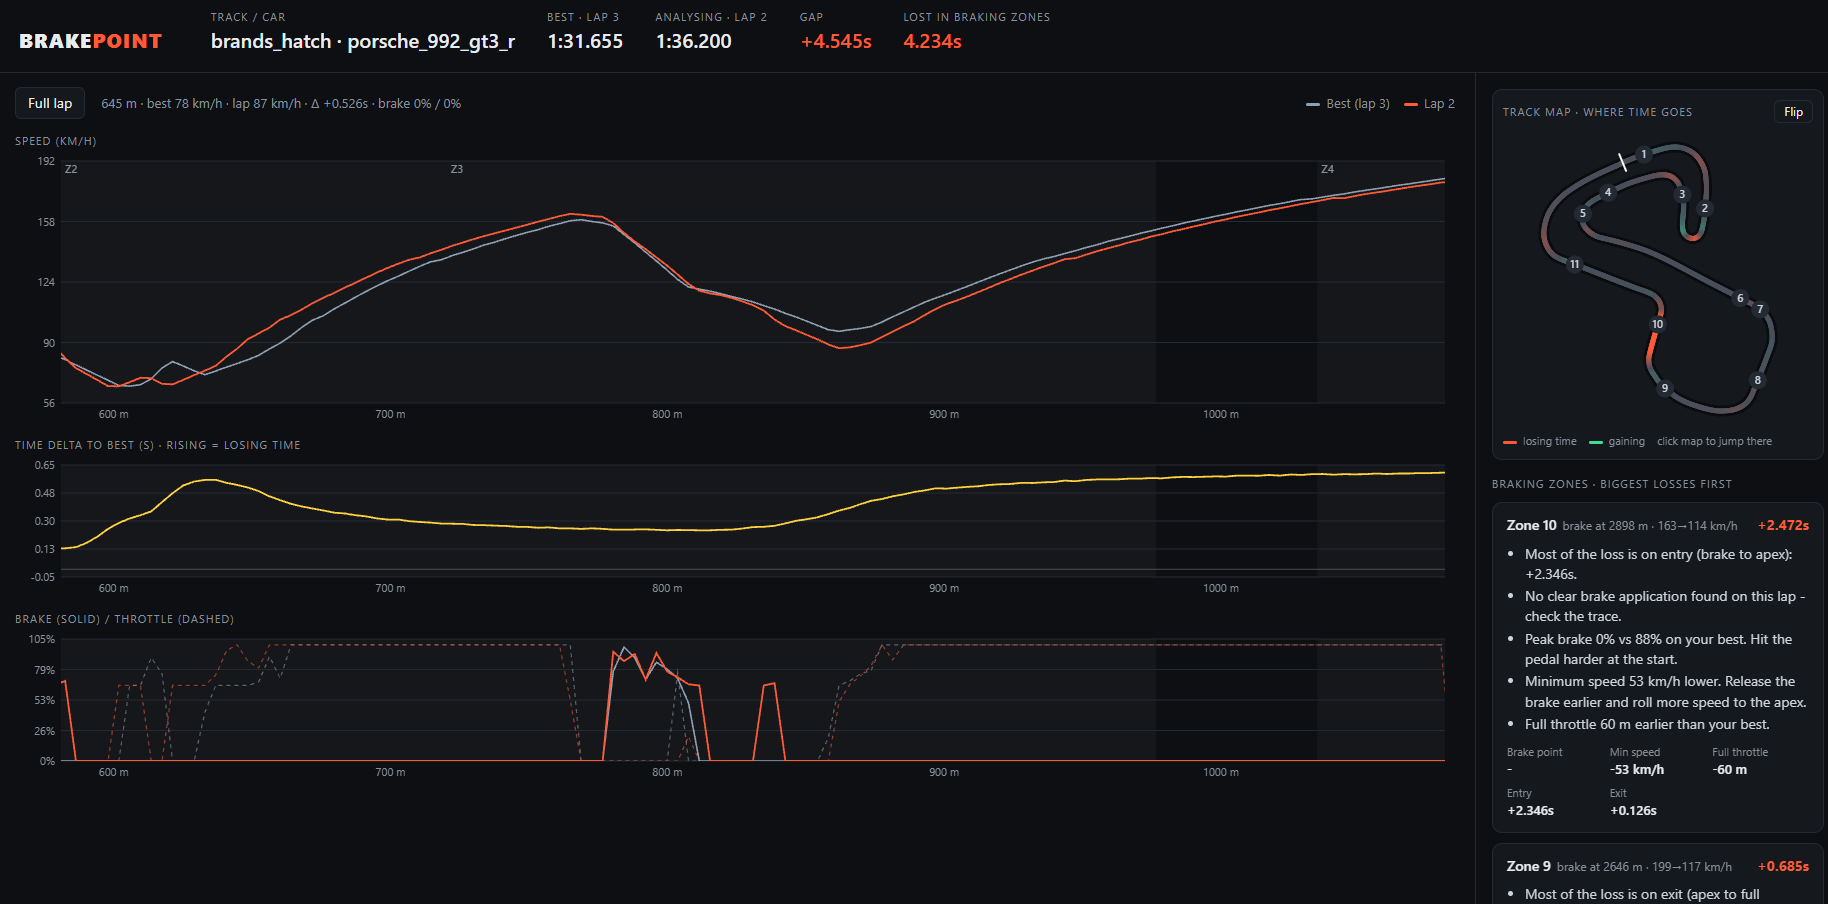 BRAKEPOINT
TRACK / CAR
brands_hatch · porsche_992_gt3_r
BEST · LAP 3
1:31.655
ANALYSING · LAP 2
1:36.200
GAP
+4.545s
LOST IN BRAKING ZONES
4.234s
Full lap
645 m · best 78 km/h · lap 87 km/h · Δ +0.526s · brake 0% / 0%
Best (lap 3)
Lap 2
SPEED (KM/H)
192
158
124
90
56
Z2
Z3
Z4
600 m
700 m
800 m
900 m
1000 m
TIME DELTA TO BEST (S) · RISING = LOSING TIME
0.65
0.48
0.30
0.13
-0.05
600 m
700 m
800 m
900 m
1000 m
BRAKE (SOLID) / THROTTLE (DASHED)
105%
79%
53%
26%
0%
600 m
700 m
800 m
900 m
1000 m
TRACK MAP · WHERE TIME GOES
Flip
1
4
3
5
2
11
6
7
10
8
9
losing time
gaining
click map to jump there
BRAKING ZONES · BIGGEST LOSSES FIRST
Zone 10 brake at 2898 m · 163→114 km/h +2.472s
• Most of the loss is on entry (brake to apex):
+2.346s.
• No clear brake application found on this lap -
check the trace.
• Peak brake 0% vs 88% on your best. Hit the
pedal harder at the start.
• Minimum speed 53 km/h lower. Release the
brake earlier and roll more speed to the apex.
• Full throttle 60 m earlier than your best.
Brake point
-
Min speed
-53 km/h
Full throttle
-60 m
Entry
+2.346s
Exit
+0.126s
Zone 9 brake at 2646 m · 199→117 km/h +0.685s
• Most of the loss is on exit (apex to full